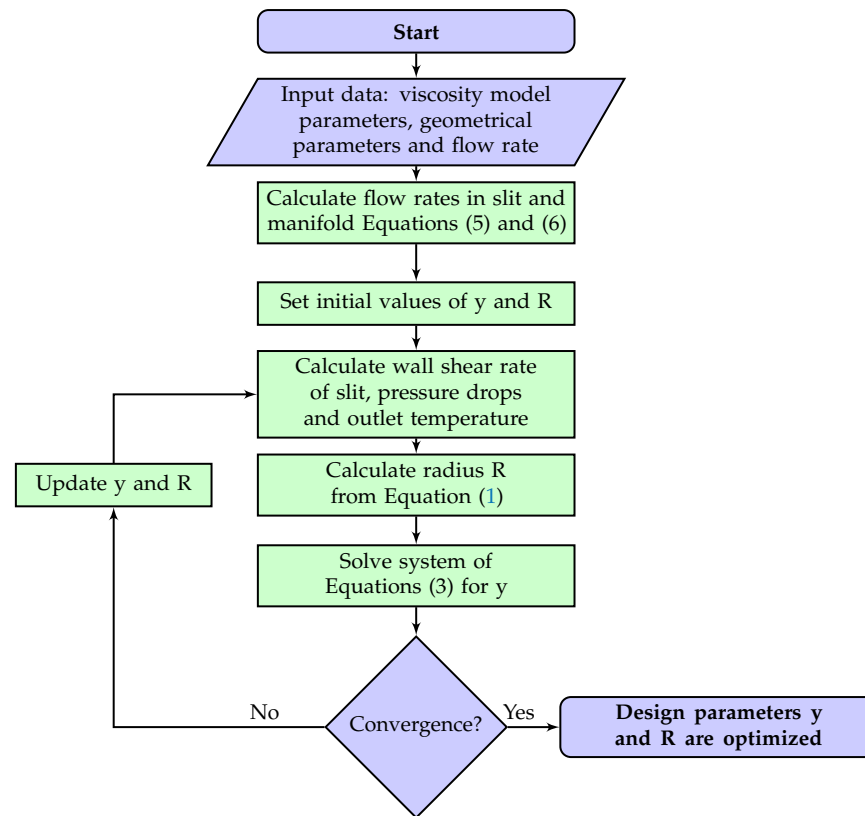 Start
Input data: viscosity model
parameters, geometrical
parameters and flow rate
Calculate flow rates in slit and
manifold Equations (5) and (6)
Set initial values of y and R
Calculate wall shear rate
of slit, pressure drops
and outlet temperature
Update y and R
Calculate radius R
from Equation (1)
Solve system of
Equations (3) for y
No
Convergence?
Yes
Design parameters y
and R are optimized